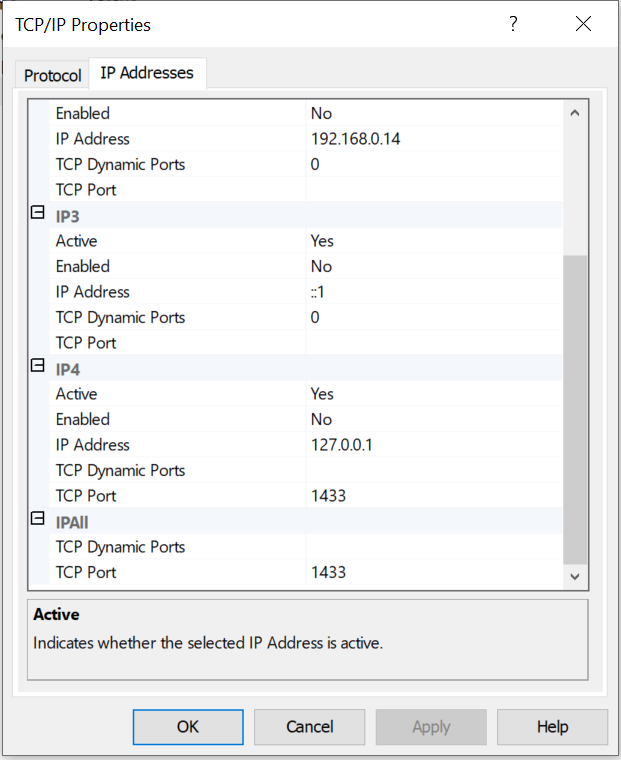 TCP/IP Properties ?
Protocol IP Addresses
Enabled No
IP Address 192.168.0.14
TCP Dynamic Ports 0
TCP Port
IP3
Active Yes
Enabled No
IP Address ::1
TCP Dynamic Ports 0
TCP Port
IP4
Active Yes
Enabled No
IP Address 127.0.0.1
TCP Dynamic Ports
TCP Port 1433
IPAll
TCP Dynamic Ports
TCP Port 1433
Active
Indicates whether the selected IP Address is active.
OK Cancel Apply Help